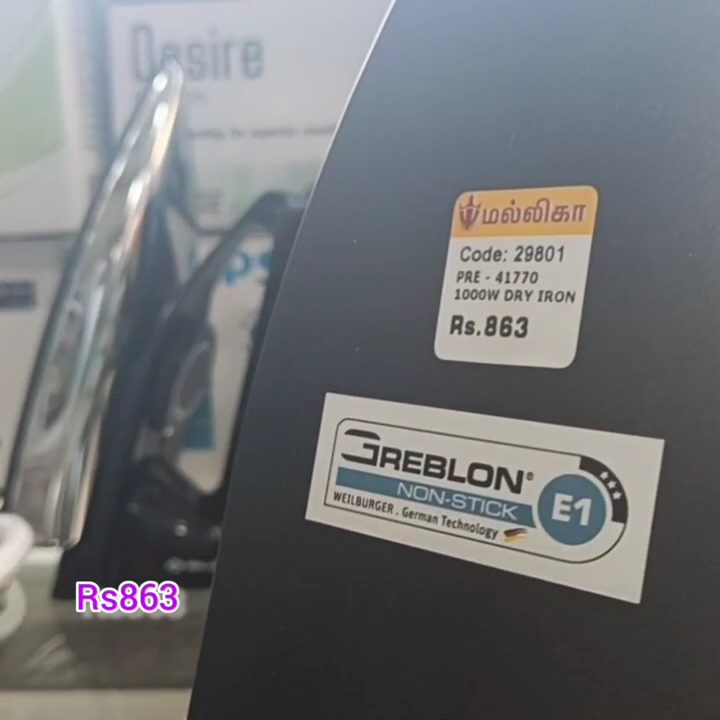 Desire
மல்லிகா
Code: 29801
PRE - 41770
1000W DRY IRON
Rs.863
GREBLON®
NON-STICK
E1
WEILBURGER . German Technology
Rs863